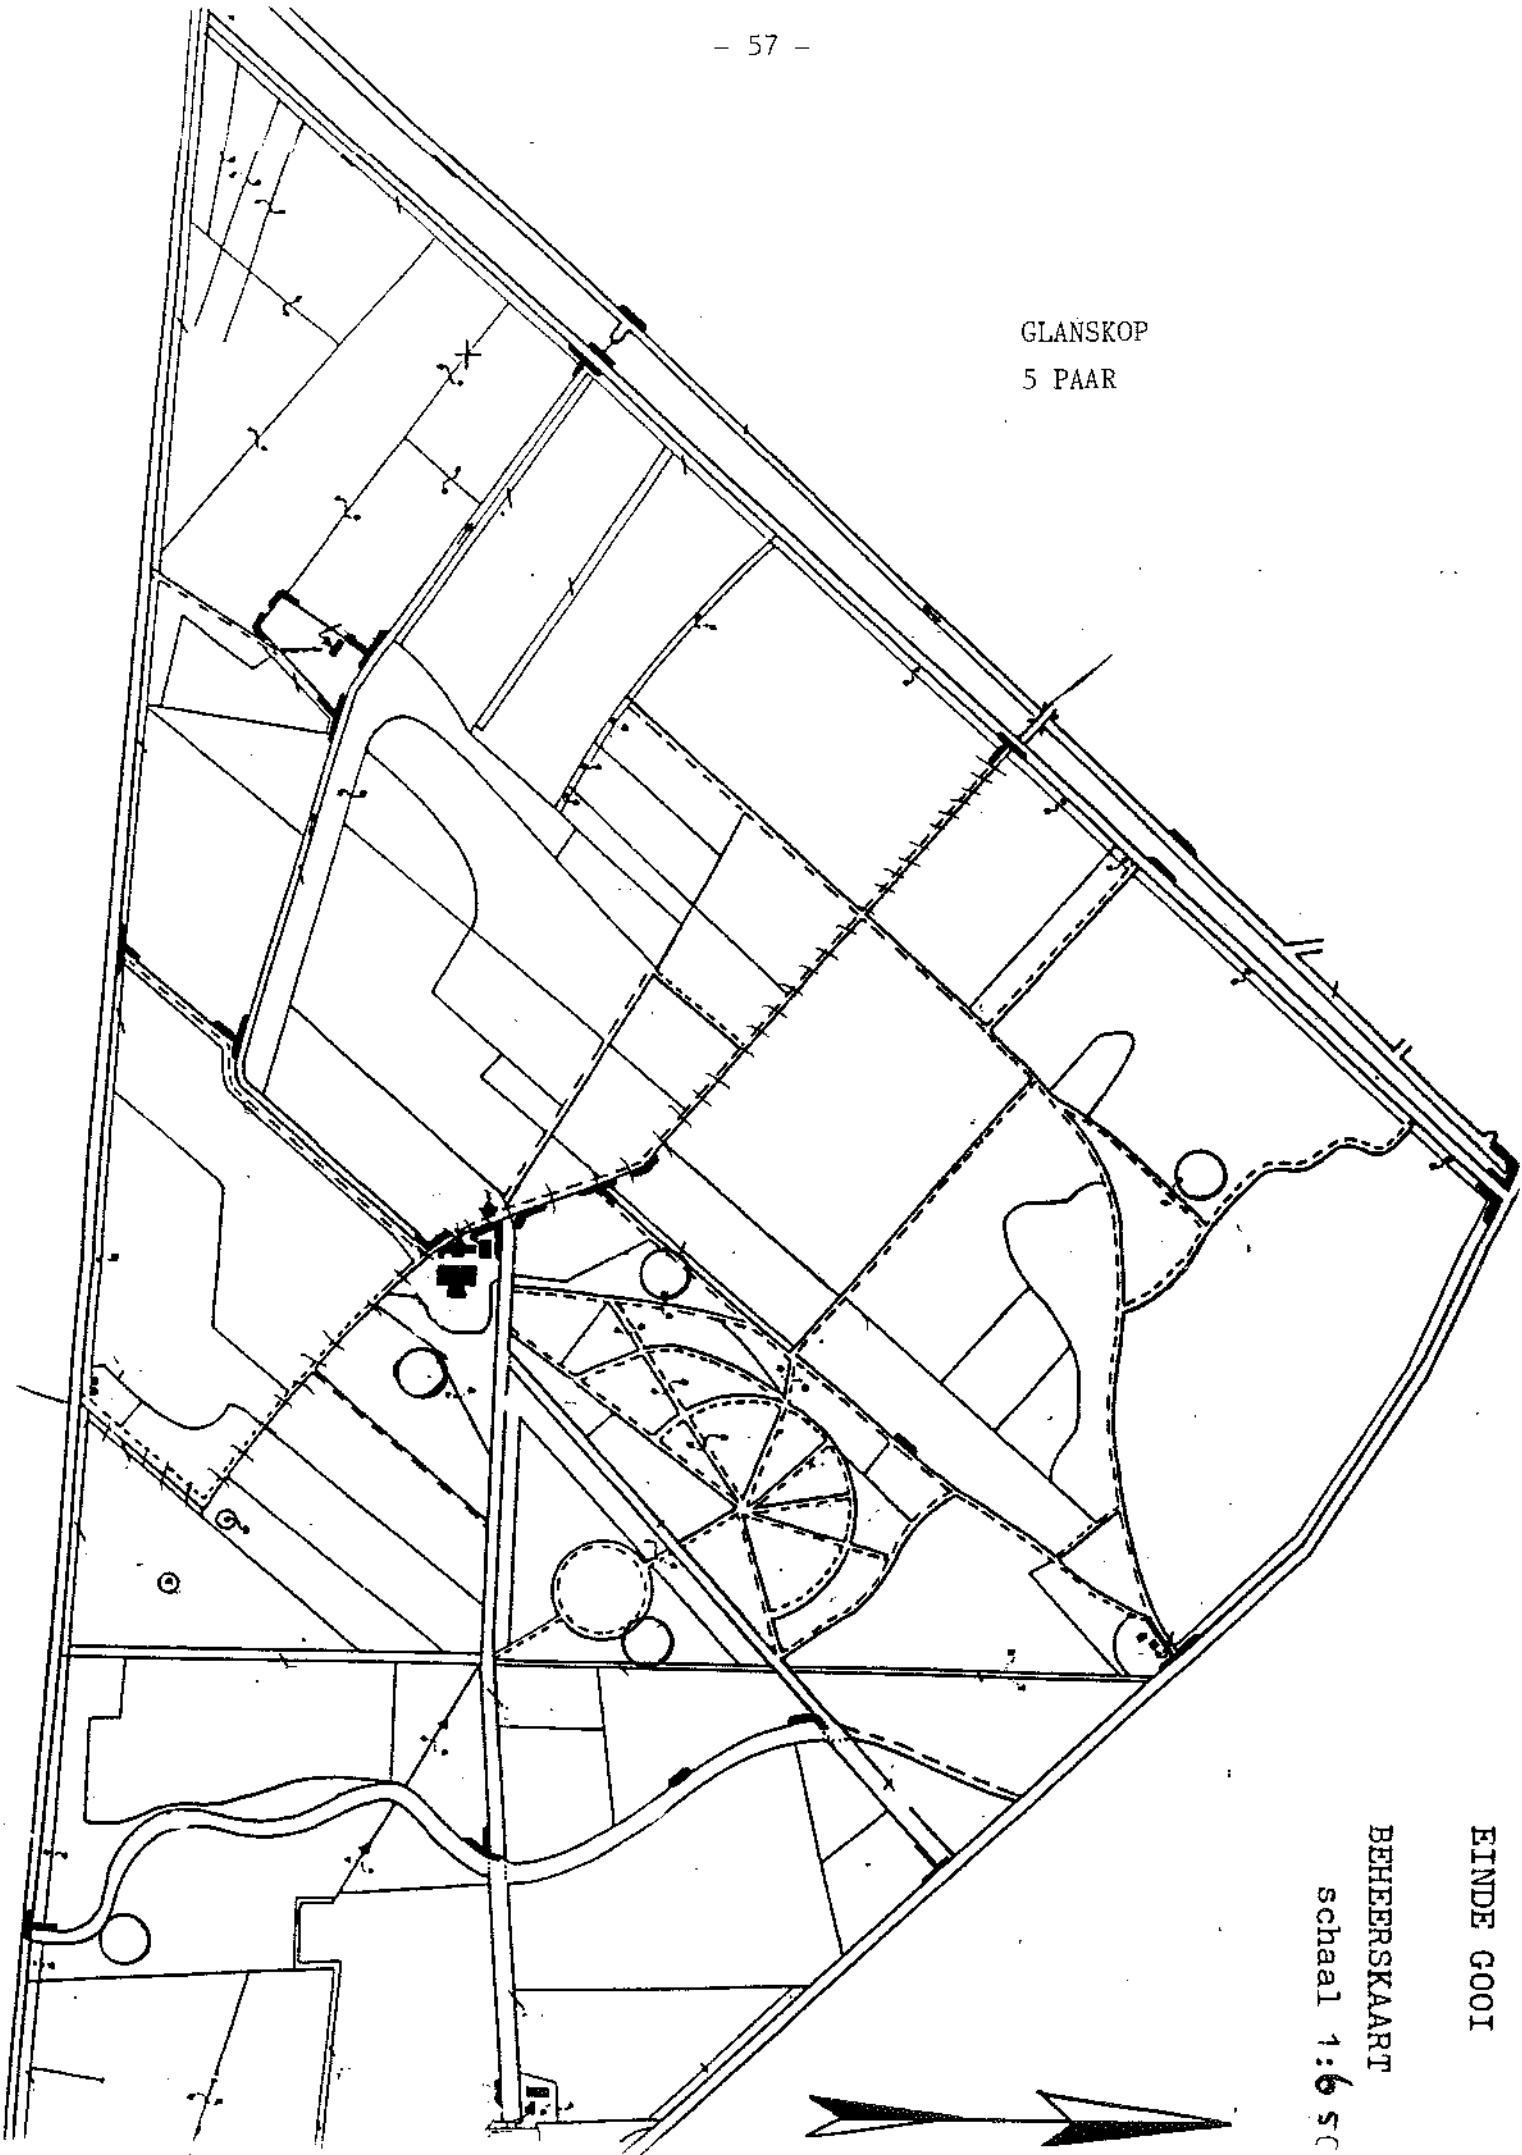 - 57 -
GLANSKOP
5 PAAR
EINDE GOOI
BEHEERSKAART
schaal 1:6